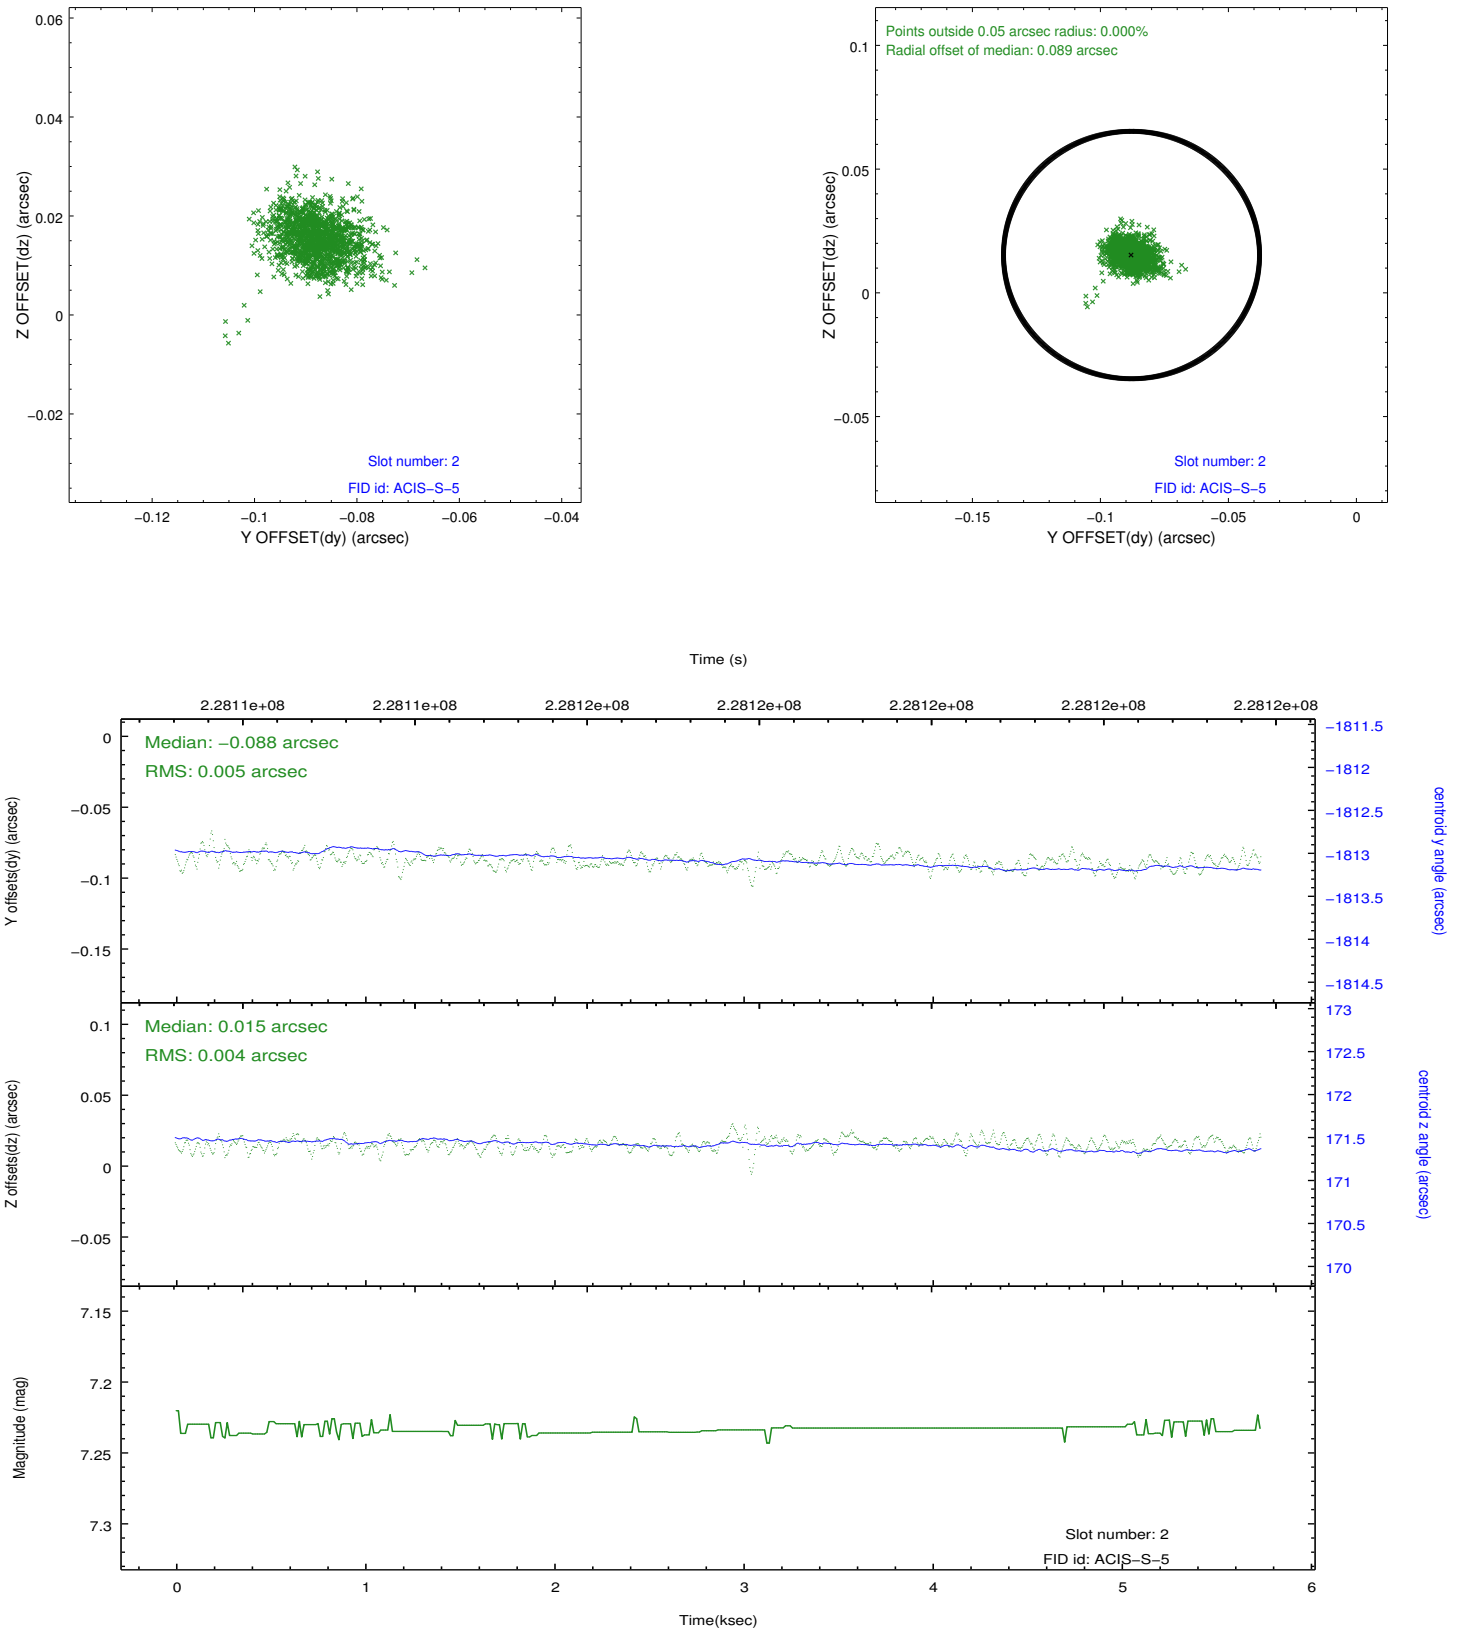 0.06
0.04
0.02
0
−0.02
Z OFFSET(dz) (arcsec)
Slot number: 2
FID id: ACIS−S−5
−0.12 −0.1 −0.08 −0.06 −0.04
Y OFFSET(dy) (arcsec)
Points outside 0.05 arcsec radius: 0.000%
Radial offset of median: 0.089 arcsec
0.1
0.05
0
−0.05
Z OFFSET(dz) (arcsec)
Slot number: 2
FID id: ACIS−S−5
−0.15 −0.1 −0.05 0
Y OFFSET(dy) (arcsec)
Time (s)
2.2811e+08 2.2811e+08 2.2812e+08 2.2812e+08 2.2812e+08 2.2812e+08 2.2812e+08
Median: −0.088 arcsec
RMS: 0.005 arcsec
0
−0.05
−0.1
−0.15
Y offsets(dy) (arcsec)
−1811.5
−1812
−1812.5
−1813
−1813.5
−1814
−1814.5
centroid y angle (arcsec)
Median: 0.015 arcsec
RMS: 0.004 arcsec
0.1
0.05
0
−0.05
Z offsets(dz) (arcsec)
173
172.5
172
171.5
171
170.5
170
centroid z angle (arcsec)
7.15
7.2
7.25
7.3
Magnitude (mag)
Slot number: 2
FID id: ACIS−S−5
0 1 2 3 4 5 6
Time(ksec)